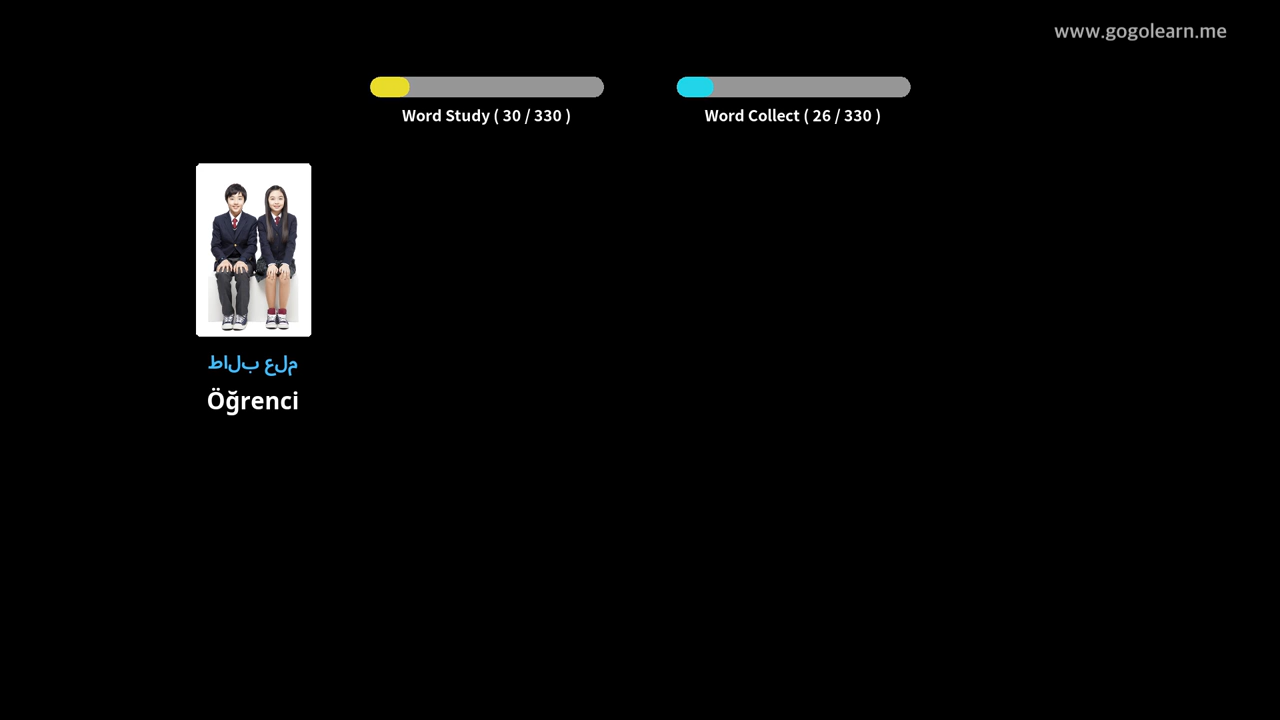 www.gogolearn.me
Word Study ( 30 / 330 )
Word Collect ( 26 / 330 )
طالب علم
Öğrenci